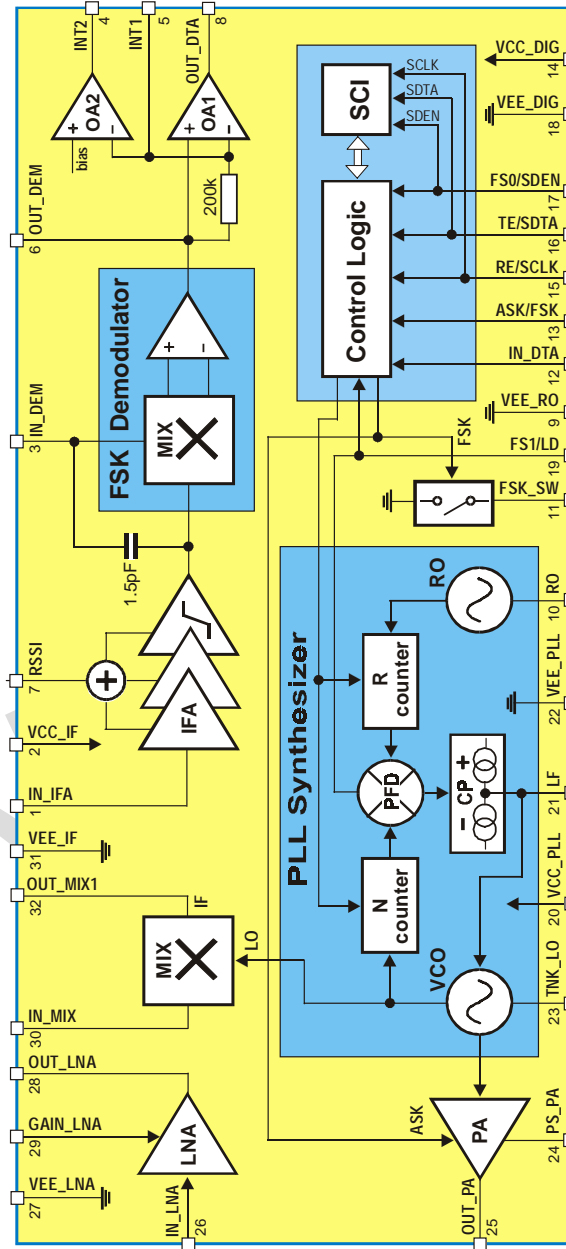 INT2
4
INT1
5
OUT_DTA
8
OA2
+
−
bias
OA1
+
−
200k
OUT_DEM
6
FSK Demodulator
MIX
+
−
IN_DEM
3
1.5pF
RSSI
7
+
IFA
VCC_IF
2
IN_IFA
1
VEE_IF
31
OUT_MIX1
32
IF
MIX
LO
IN_MIX
30
OUT_LNA
28
GAIN_LNA
29
LNA
VEE_LNA
27
IN_LNA
26
SCI
SCLK
SDTA
SDEN
Control Logic
VCC_DIG
14
VEE_DIG
18
FS0/SDEN
17
TE/SDTA
16
RE/SCLK
15
ASK/FSK
13
IN_DTA
12
VEE_RO
9
FS1/LD
19
FSK
FSK_SW
11
PLL Synthesizer
RO
RO
10
R
counter
VEE_PLL
22
PFD
− CP +
LF
21
N
counter
VCC_PLL
20
VCO
TNK_LO
23
ASK
PA
PS_PA
24
OUT_PA
25